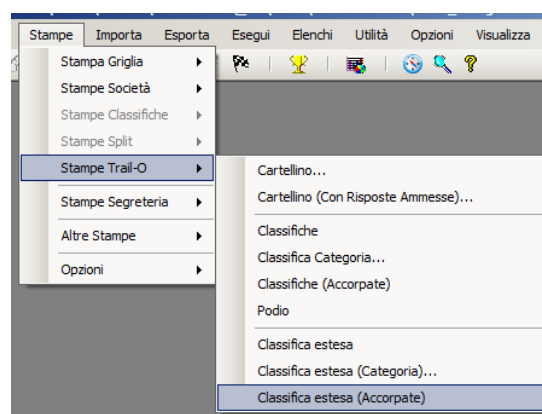 Stampe Importa Esporta Esegui Elenchi Utilità Opzioni Visualizza
Stampa Griglia
Stampe Società
Stampe Classifiche
Stampe Split
Stampe Trail-O
Stampe Segreteria
Altre Stampe
Opzioni
Cartellino...
Cartellino (Con Risposte Ammesse)...
Classifiche
Classifica Categoria...
Classifiche (Accorpate)
Podio
Classifica estesa
Classifica estesa (Categoria)...
Classifica estesa (Accorpate)